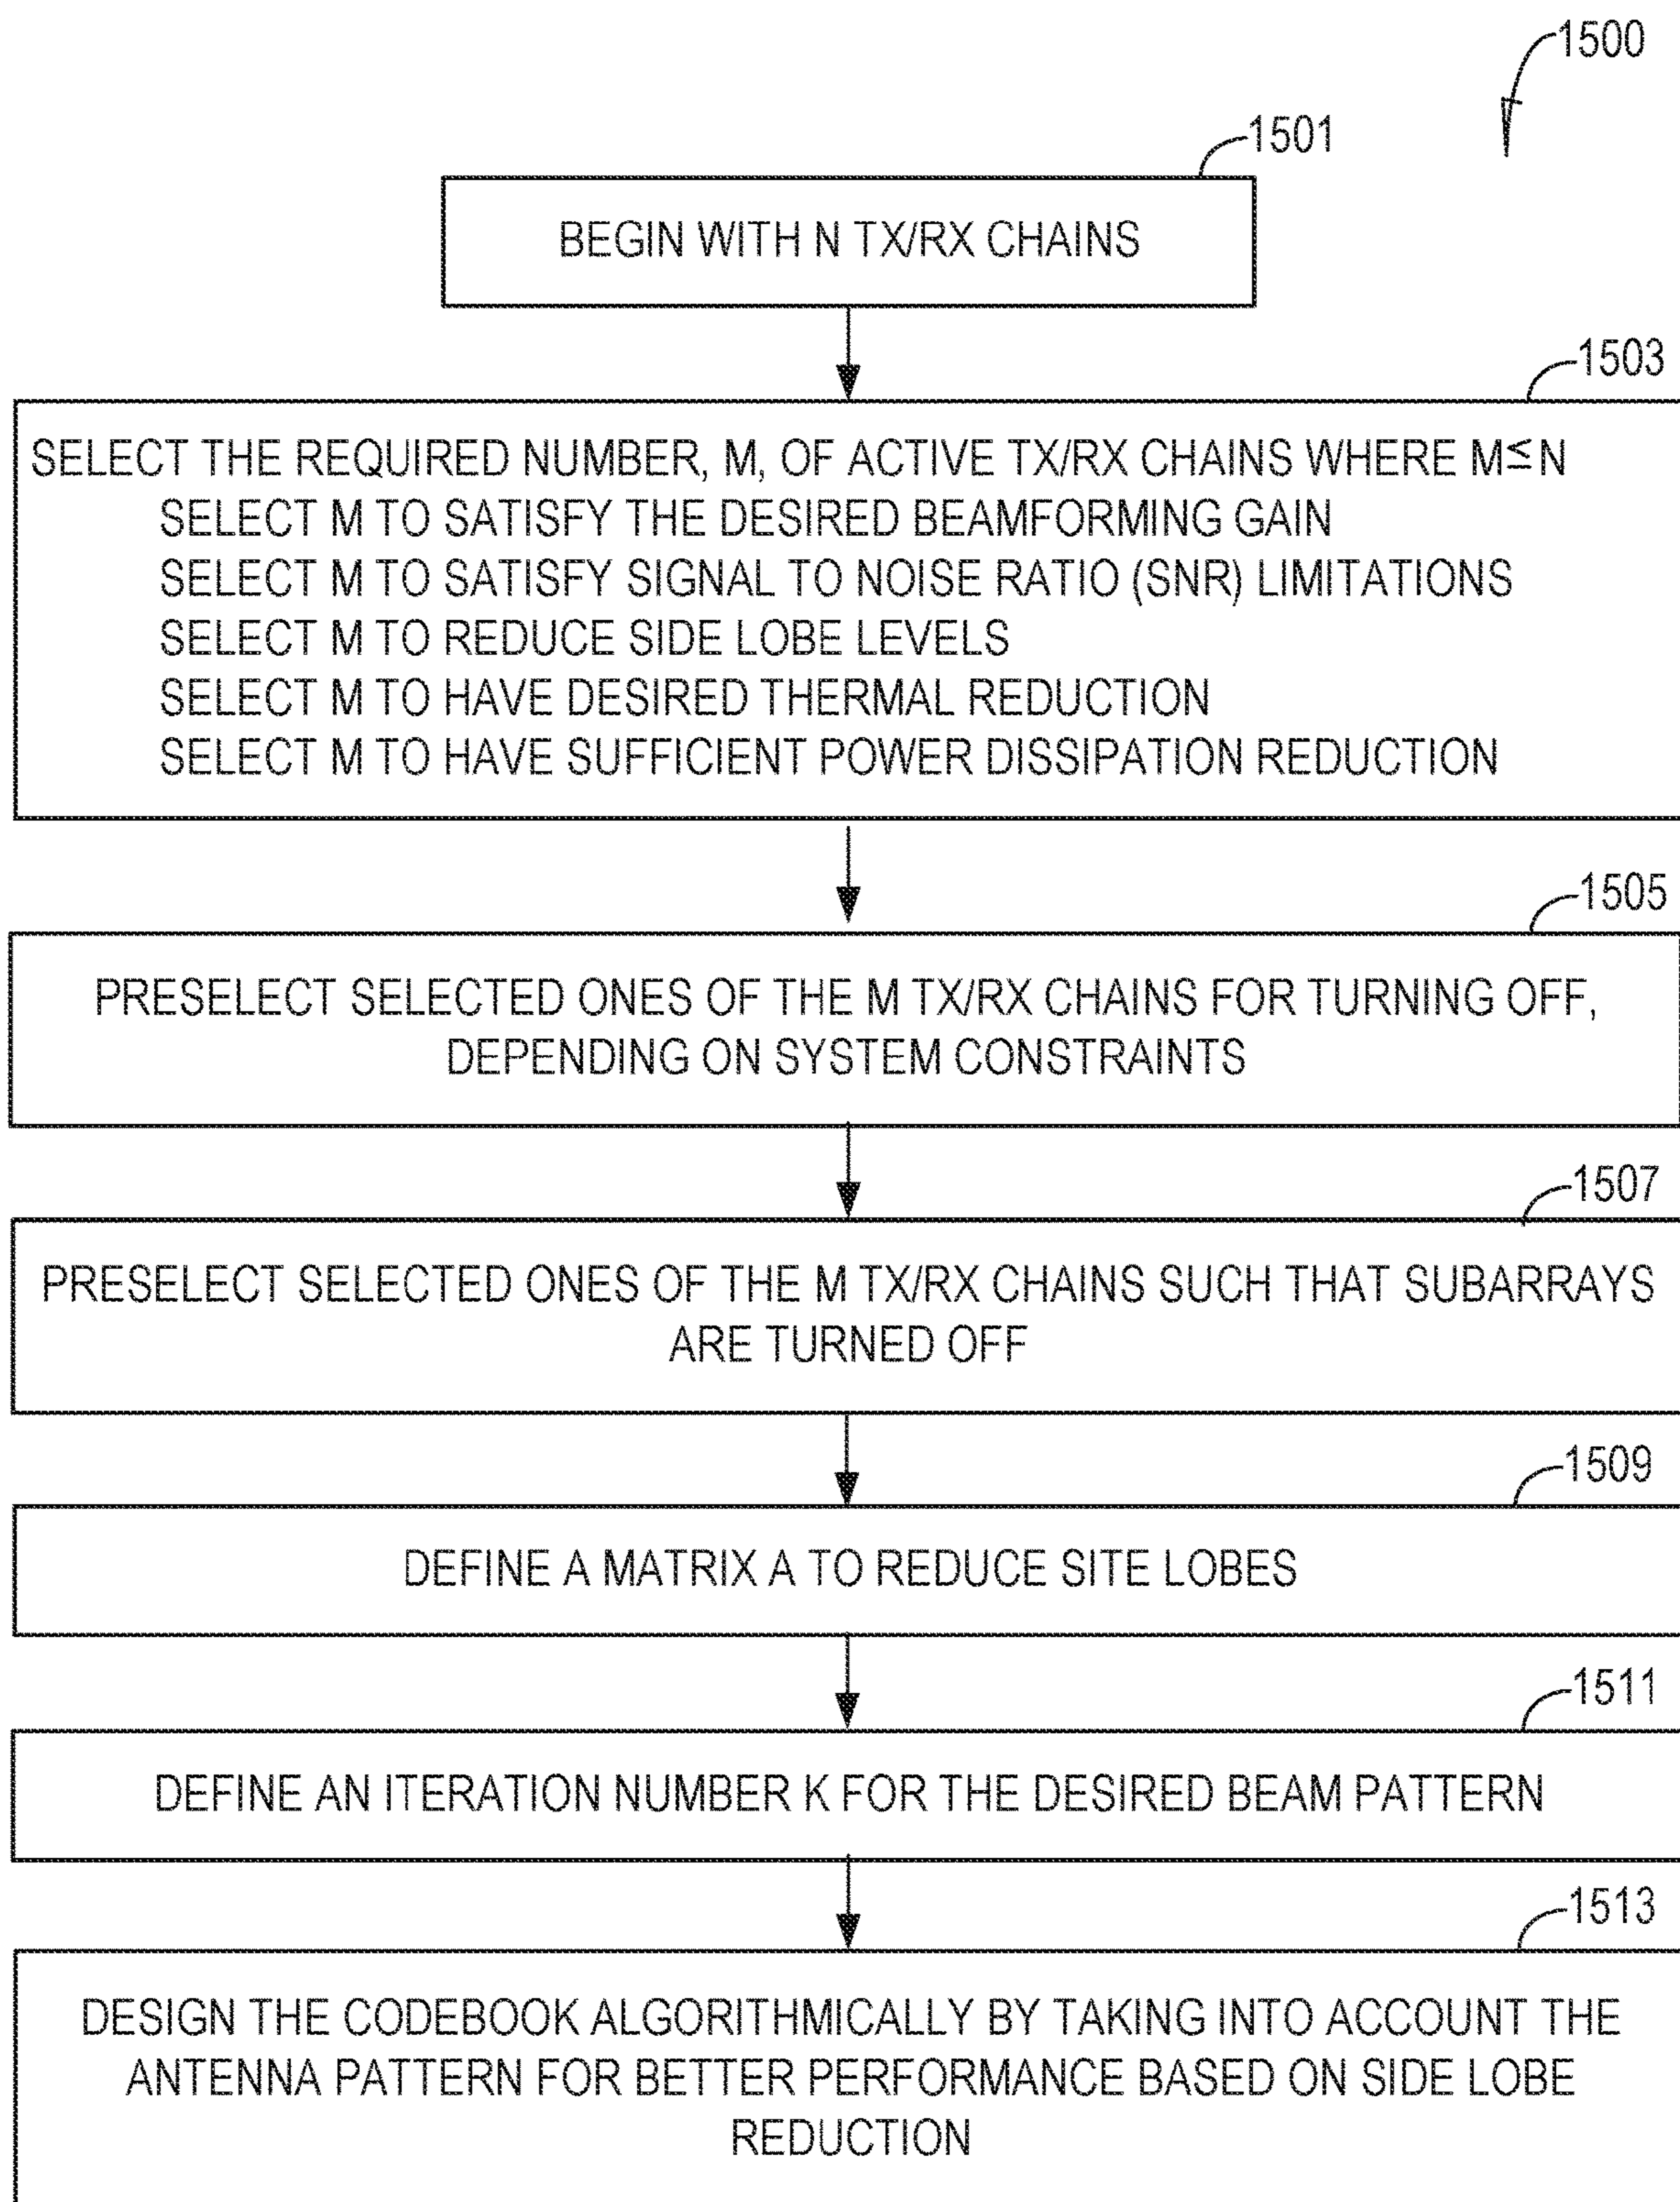 1500
1501
BEGIN WITH N TX/RX CHAINS
1503
SELECT THE REQUIRED NUMBER, M, OF ACTIVE TX/RX CHAINS WHERE M≤N
SELECT M TO SATISFY THE DESIRED BEAMFORMING GAIN
SELECT M TO SATISFY SIGNAL TO NOISE RATIO (SNR) LIMITATIONS
SELECT M TO REDUCE SIDE LOBE LEVELS
SELECT M TO HAVE DESIRED THERMAL REDUCTION
SELECT M TO HAVE SUFFICIENT POWER DISSIPATION REDUCTION
1505
PRESELECT SELECTED ONES OF THE M TX/RX CHAINS FOR TURNING OFF,
DEPENDING ON SYSTEM CONSTRAINTS
1507
PRESELECT SELECTED ONES OF THE M TX/RX CHAINS SUCH THAT SUBARRAYS
ARE TURNED OFF
1509
DEFINE A MATRIX A TO REDUCE SITE LOBES
1511
DEFINE AN ITERATION NUMBER K FOR THE DESIRED BEAM PATTERN
1513
DESIGN THE CODEBOOK ALGORITHMICALLY BY TAKING INTO ACCOUNT THE
ANTENNA PATTERN FOR BETTER PERFORMANCE BASED ON SIDE LOBE
REDUCTION